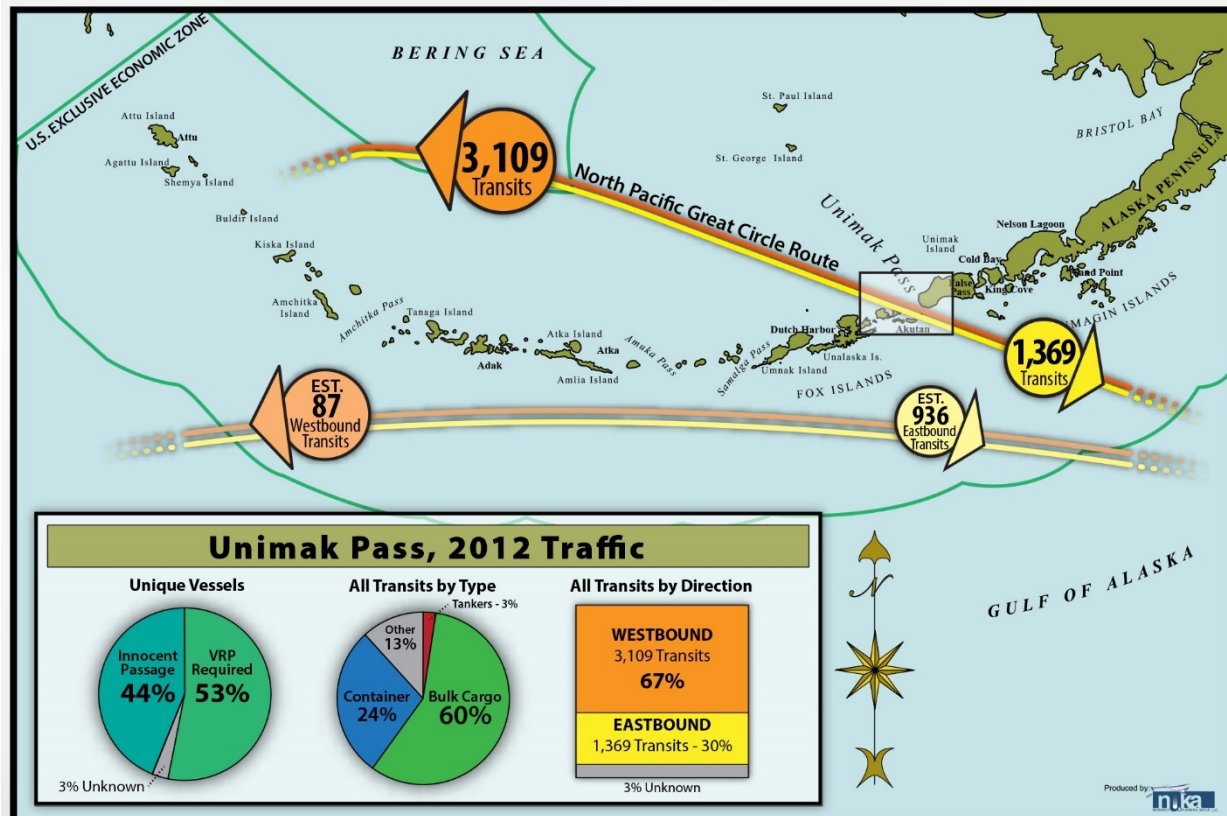 BERING SEA
U.S. EXCLUSIVE ECONOMIC ZONE
Attu Island
Attu
Agattu Island
Shemya Island
Buldir Island
Kiska Island
Amchitka Island
Amchitka Pass
Tanaga Island
Adak
Atka Island
Atka
Amlia Island
Amuka Pass
Samalga Pass
Umnak Island
Dutch Harbor
Unalaska Is.
FOX ISLANDS
Akutan
St. Paul Island
St. George Island
BRISTOL BAY
ALASKA PENINSULA
Nelson Lagoon
Unimak Island
Unimak Pass
Cold Bay
False Pass
King Cove
North Pacific Great Circle Route
3,109
Transits
1,369
Transits
EST.
87
Westbound
Transits
EST.
936
Eastbound
Transits
GULF OF ALASKA
N
Unimak Pass, 2012 Traffic
Unique Vessels
Innocent
Passage
44%
VRP
Required
53%
3% Unknown
All Transits by Type
Tankers - 3%
Other
13%
Container
24%
Bulk Cargo
60%
All Transits by Direction
WESTBOUND
3,109 Transits
67%
EASTBOUND
1,369 Transits - 30%
3% Unknown
Produced by:
nuka